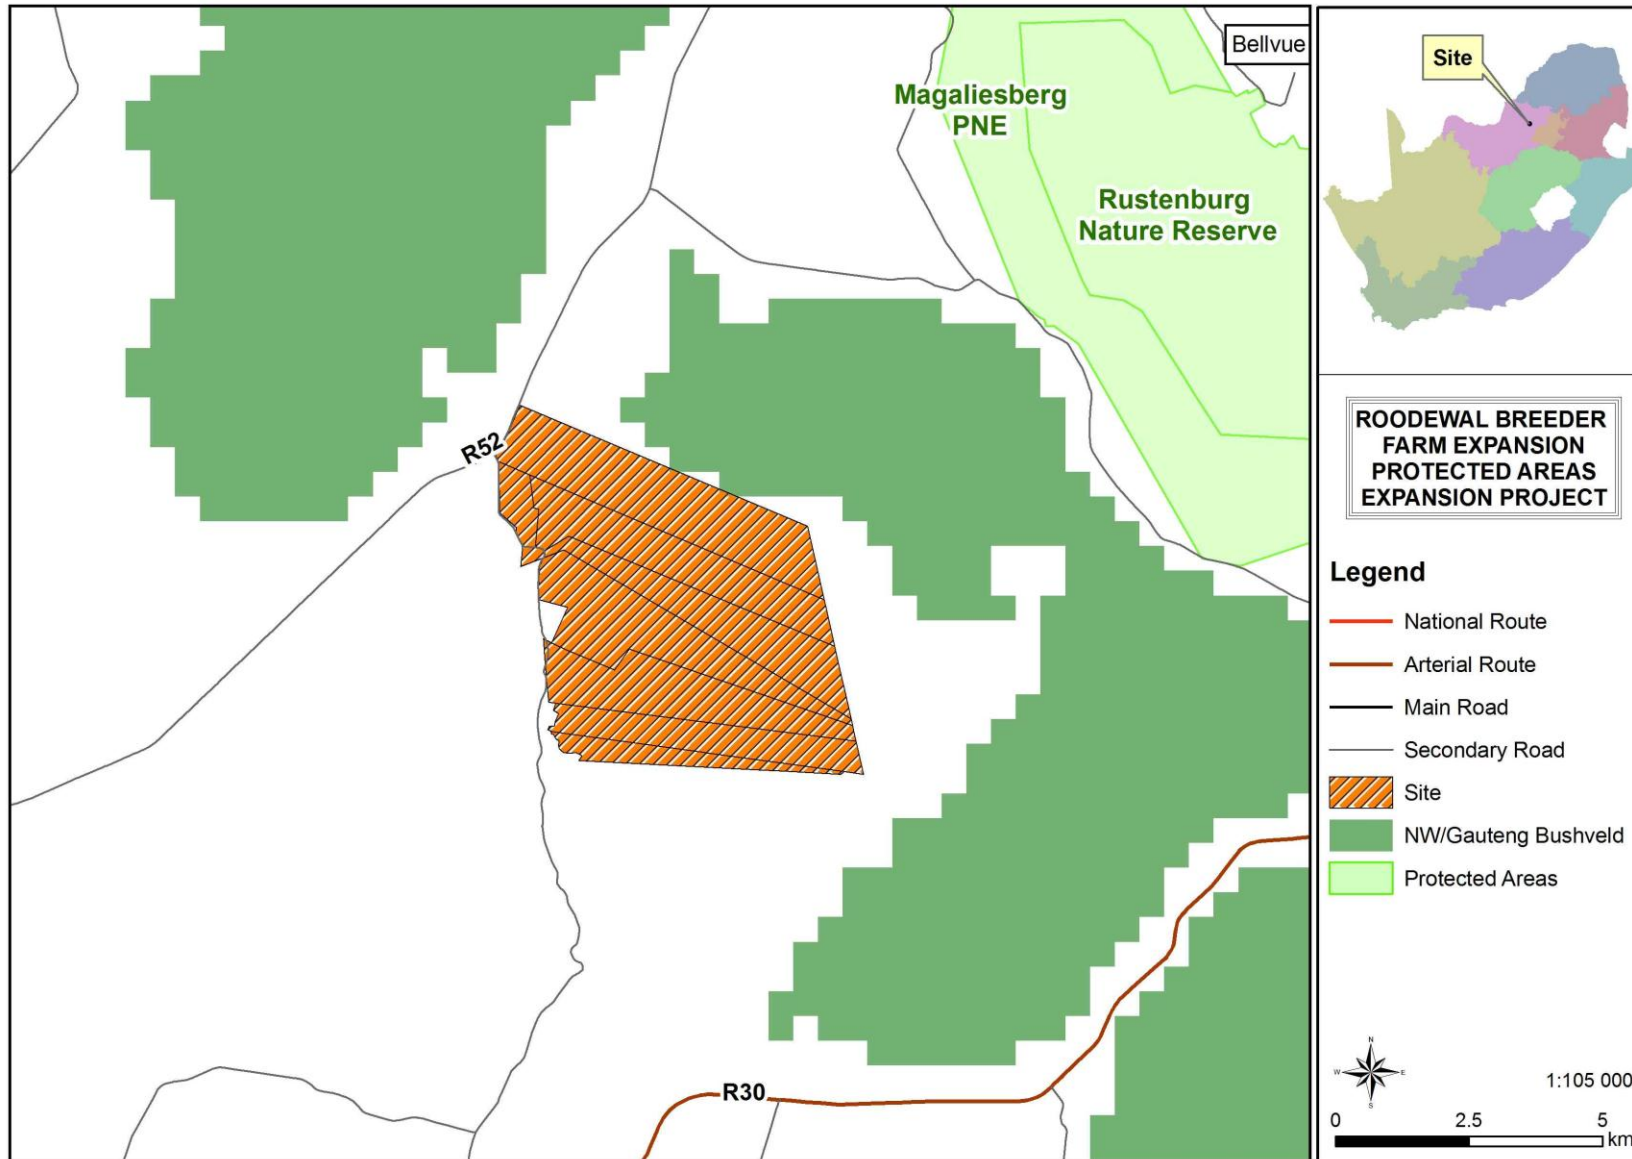 Bellvue
Magaliesberg
PNE
Rustenburg
Nature Reserve
R52
R30
Site
ROODEWAL BREEDER
FARM EXPANSION
PROTECTED AREAS
EXPANSION PROJECT
Legend
National Route
Arterial Route
Main Road
Secondary Road
Site
NW/Gauteng Bushveld
Protected Areas
N
W E
S
1:105 000
0 2.5 5
km